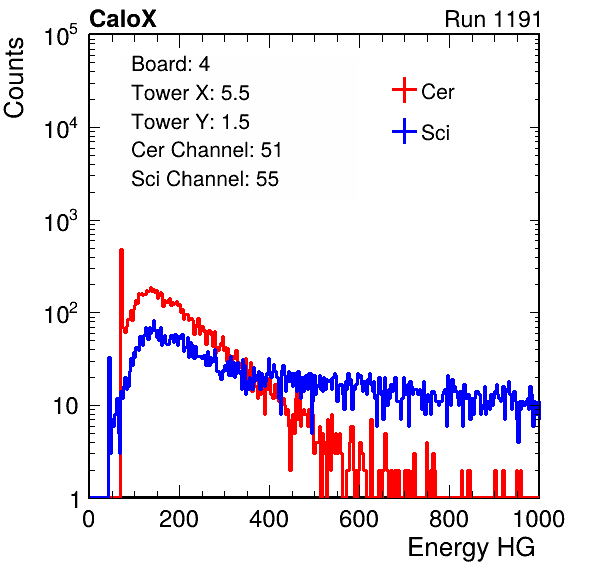 CaloX Run 1191
Counts
Board: 4
Tower X: 5.5
Tower Y: 1.5
Cer Channel: 51
Sci Channel: 55
Cer
Sci
10^5
10^4
10^3
10^2
10
1
0 200 400 600 800 1000
Energy HG